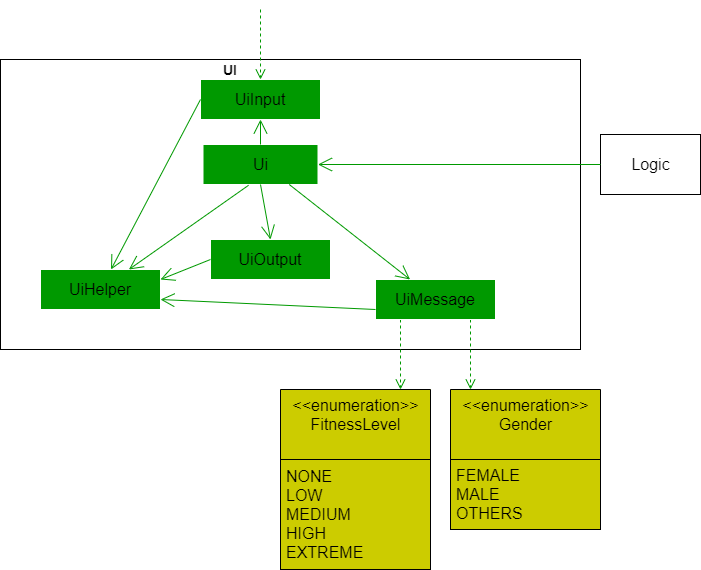 UI
UiInput
Ui
Logic
UiOutput
UiHelper
UiMessage
<<enumeration>>
FitnessLevel
NONE
LOW
MEDIUM
HIGH
EXTREME
<<enumeration>>
Gender
FEMALE
MALE
OTHERS